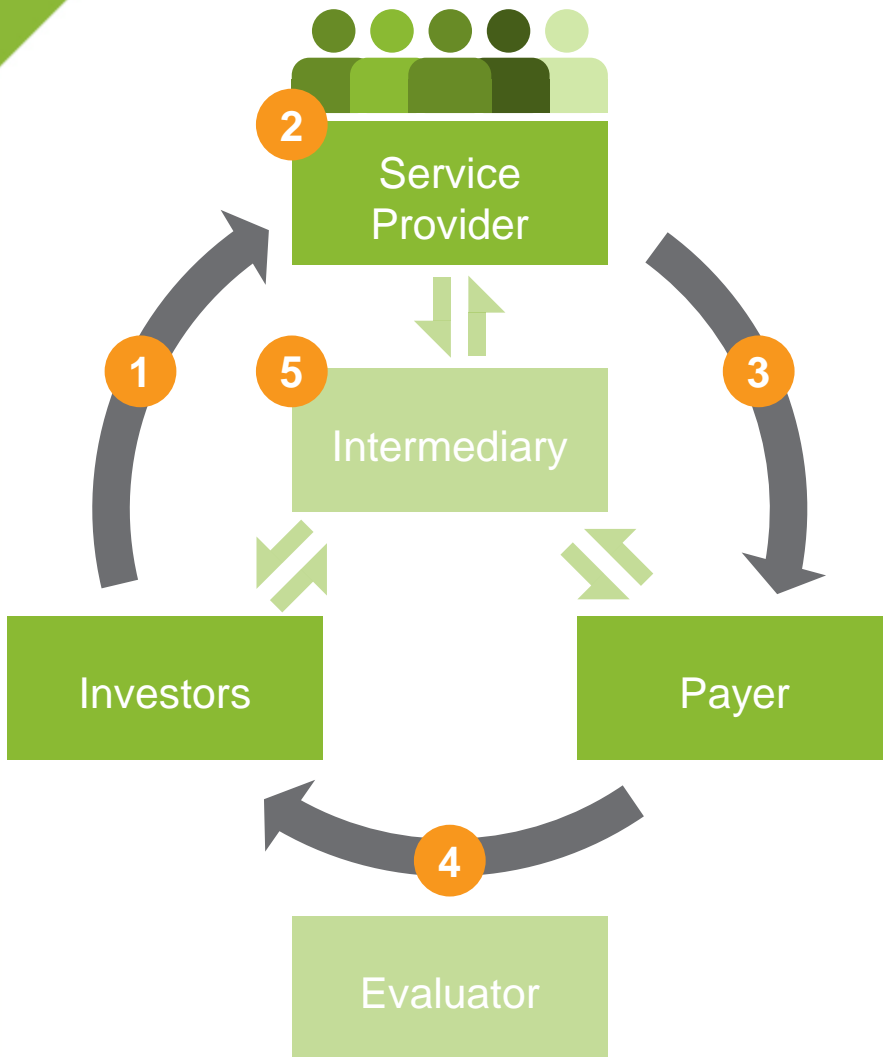 2
Service
Provider
1
5
3
Intermediary
Investors
Payer
4
Evaluator